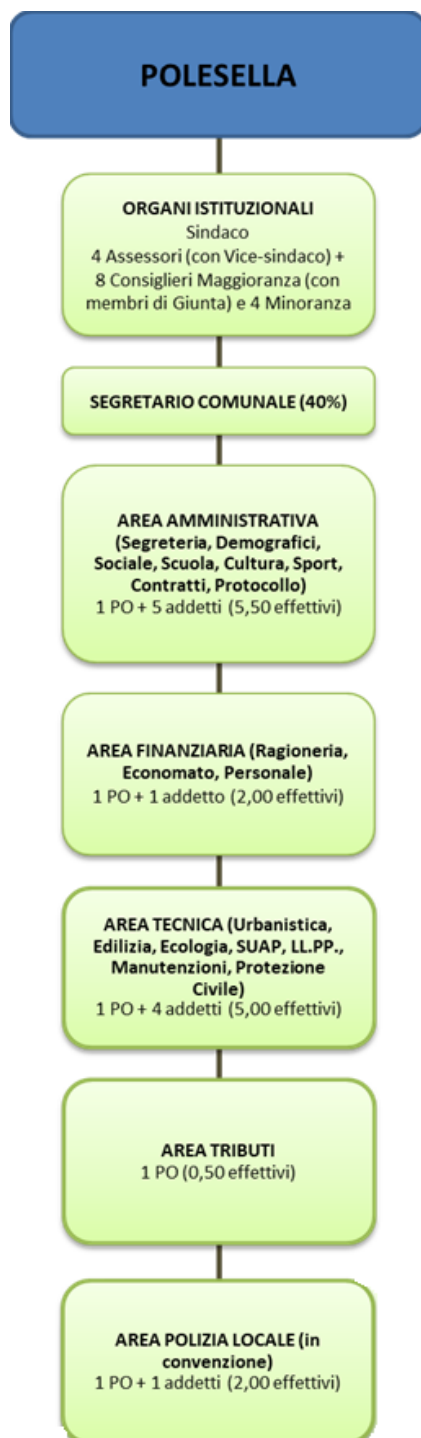 POLESELLA
ORGANI ISTITUZIONALI
Sindaco
4 Assessori (con Vice-sindaco) +
8 Consiglieri Maggioranza (con
membri di Giunta) e 4 Minoranza
SEGRETARIO COMUNALE (40%)
AREA AMMINISTRATIVA
(Segreteria, Demografici,
Sociale, Scuola, Cultura, Sport,
Contratti, Protocollo)
1 PO + 5 addetti (5,50 effettivi)
AREA FINANZIARIA (Ragioneria,
Economato, Personale)
1 PO + 1 addetto (2,00 effettivi)
AREA TECNICA (Urbanistica,
Edilizia, Ecologia, SUAP, LL.PP.,
Manutenzioni, Protezione
Civile)
1 PO + 4 addetti (5,00 effettivi)
AREA TRIBUTI
1 PO (0,50 effettivi)
AREA POLIZIA LOCALE (in
convenzione)
1 PO + 1 addetti (2,00 effettivi)